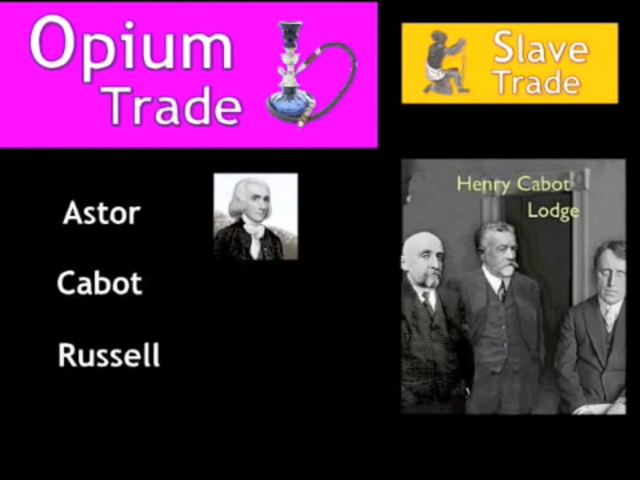 Opium
Trade
Slave
Trade
Astor
Cabot
Russell
Henry Cabot
Lodge